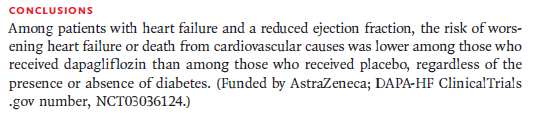 CONCLUSIONS
Among patients with heart failure and a reduced ejection fraction, the risk of wors-
ening heart failure or death from cardiovascular causes was lower among those who
received dapagliflozin than among those who received placebo, regardless of the
presence or absence of diabetes. (Funded by AstraZeneca; DAPA-HF ClinicalTrials
.gov number, NCT03036124.)